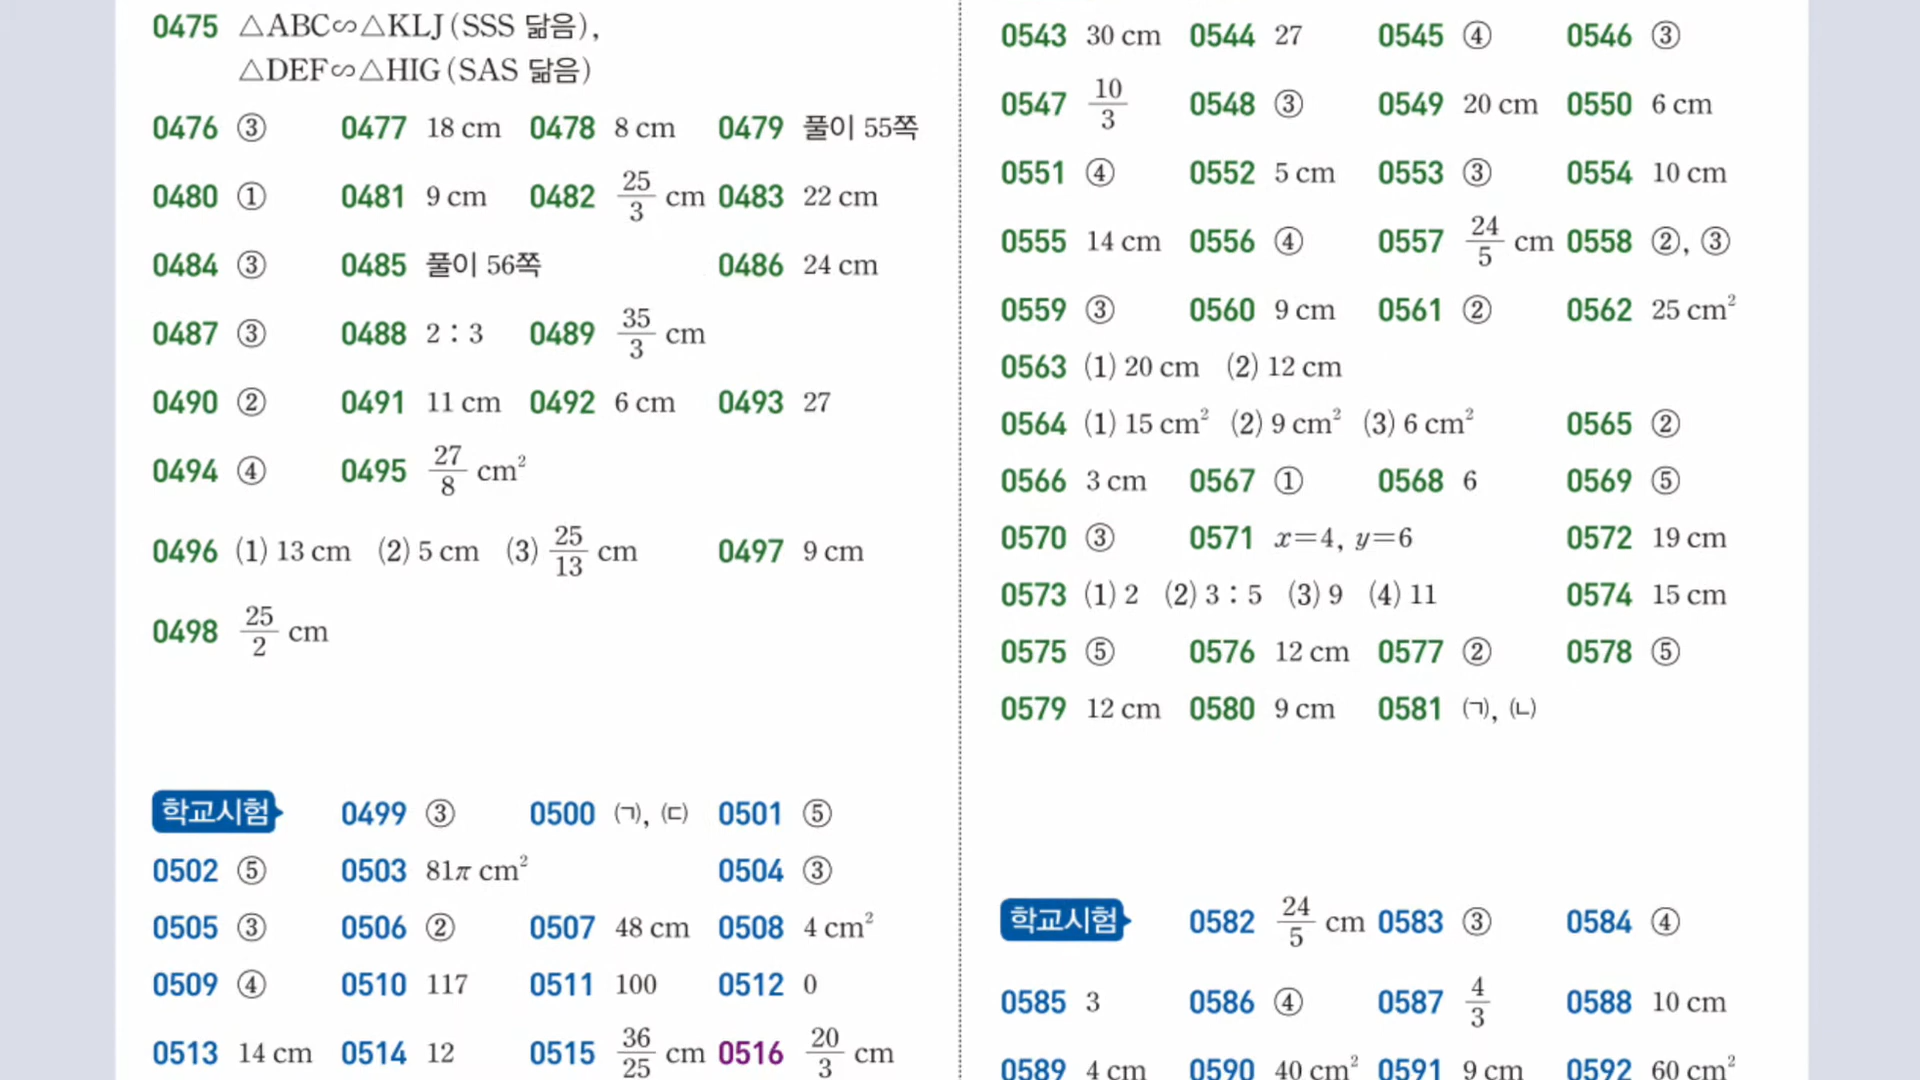 0475 △ABC∽△KLJ(SSS 닮음),
△DEF∽△HIG(SAS 닮음)
0476 ③ 0477 18 cm 0478 8 cm 0479 풀이 55쪽
0480 ① 0481 9 cm 0482 25/3 cm 0483 22 cm
0484 ③ 0485 풀이 56쪽 0486 24 cm
0487 ③ 0488 2 : 3 0489 35/3 cm
0490 ② 0491 11 cm 0492 6 cm 0493 27
0494 ④ 0495 27/8 cm²
0496 (1) 13 cm (2) 5 cm (3) 25/13 cm 0497 9 cm
0498 25/2 cm
학교시험 0499 ③ 0500 ㈀, ㈂ 0501 ⑤
0502 ⑤ 0503 81π cm² 0504 ③
0505 ③ 0506 ② 0507 48 cm 0508 4 cm²
0509 ④ 0510 117 0511 100 0512 0
0513 14 cm 0514 12 0515 36/25 cm 0516 20/3 cm
0543 30 cm 0544 27 0545 ④ 0546 ③
0547 10/3 0548 ③ 0549 20 cm 0550 6 cm
0551 ④ 0552 5 cm 0553 ③ 0554 10 cm
0555 14 cm 0556 ④ 0557 24/5 cm 0558 ②, ③
0559 ③ 0560 9 cm 0561 ② 0562 25 cm²
0563 (1) 20 cm (2) 12 cm
0564 (1) 15 cm² (2) 9 cm² (3) 6 cm² 0565 ②
0566 3 cm 0567 ① 0568 6 0569 ⑤
0570 ③ 0571 x=4, y=6 0572 19 cm
0573 (1) 2 (2) 3 : 5 (3) 9 (4) 11 0574 15 cm
0575 ⑤ 0576 12 cm 0577 ② 0578 ⑤
0579 12 cm 0580 9 cm 0581 ㈀, ㈁
학교시험 0582 24/5 cm 0583 ③ 0584 ④
0585 3 0586 ④ 0587 4/3 0588 10 cm
0589 4 cm 0590 40 cm² 0591 9 cm 0592 60 cm²